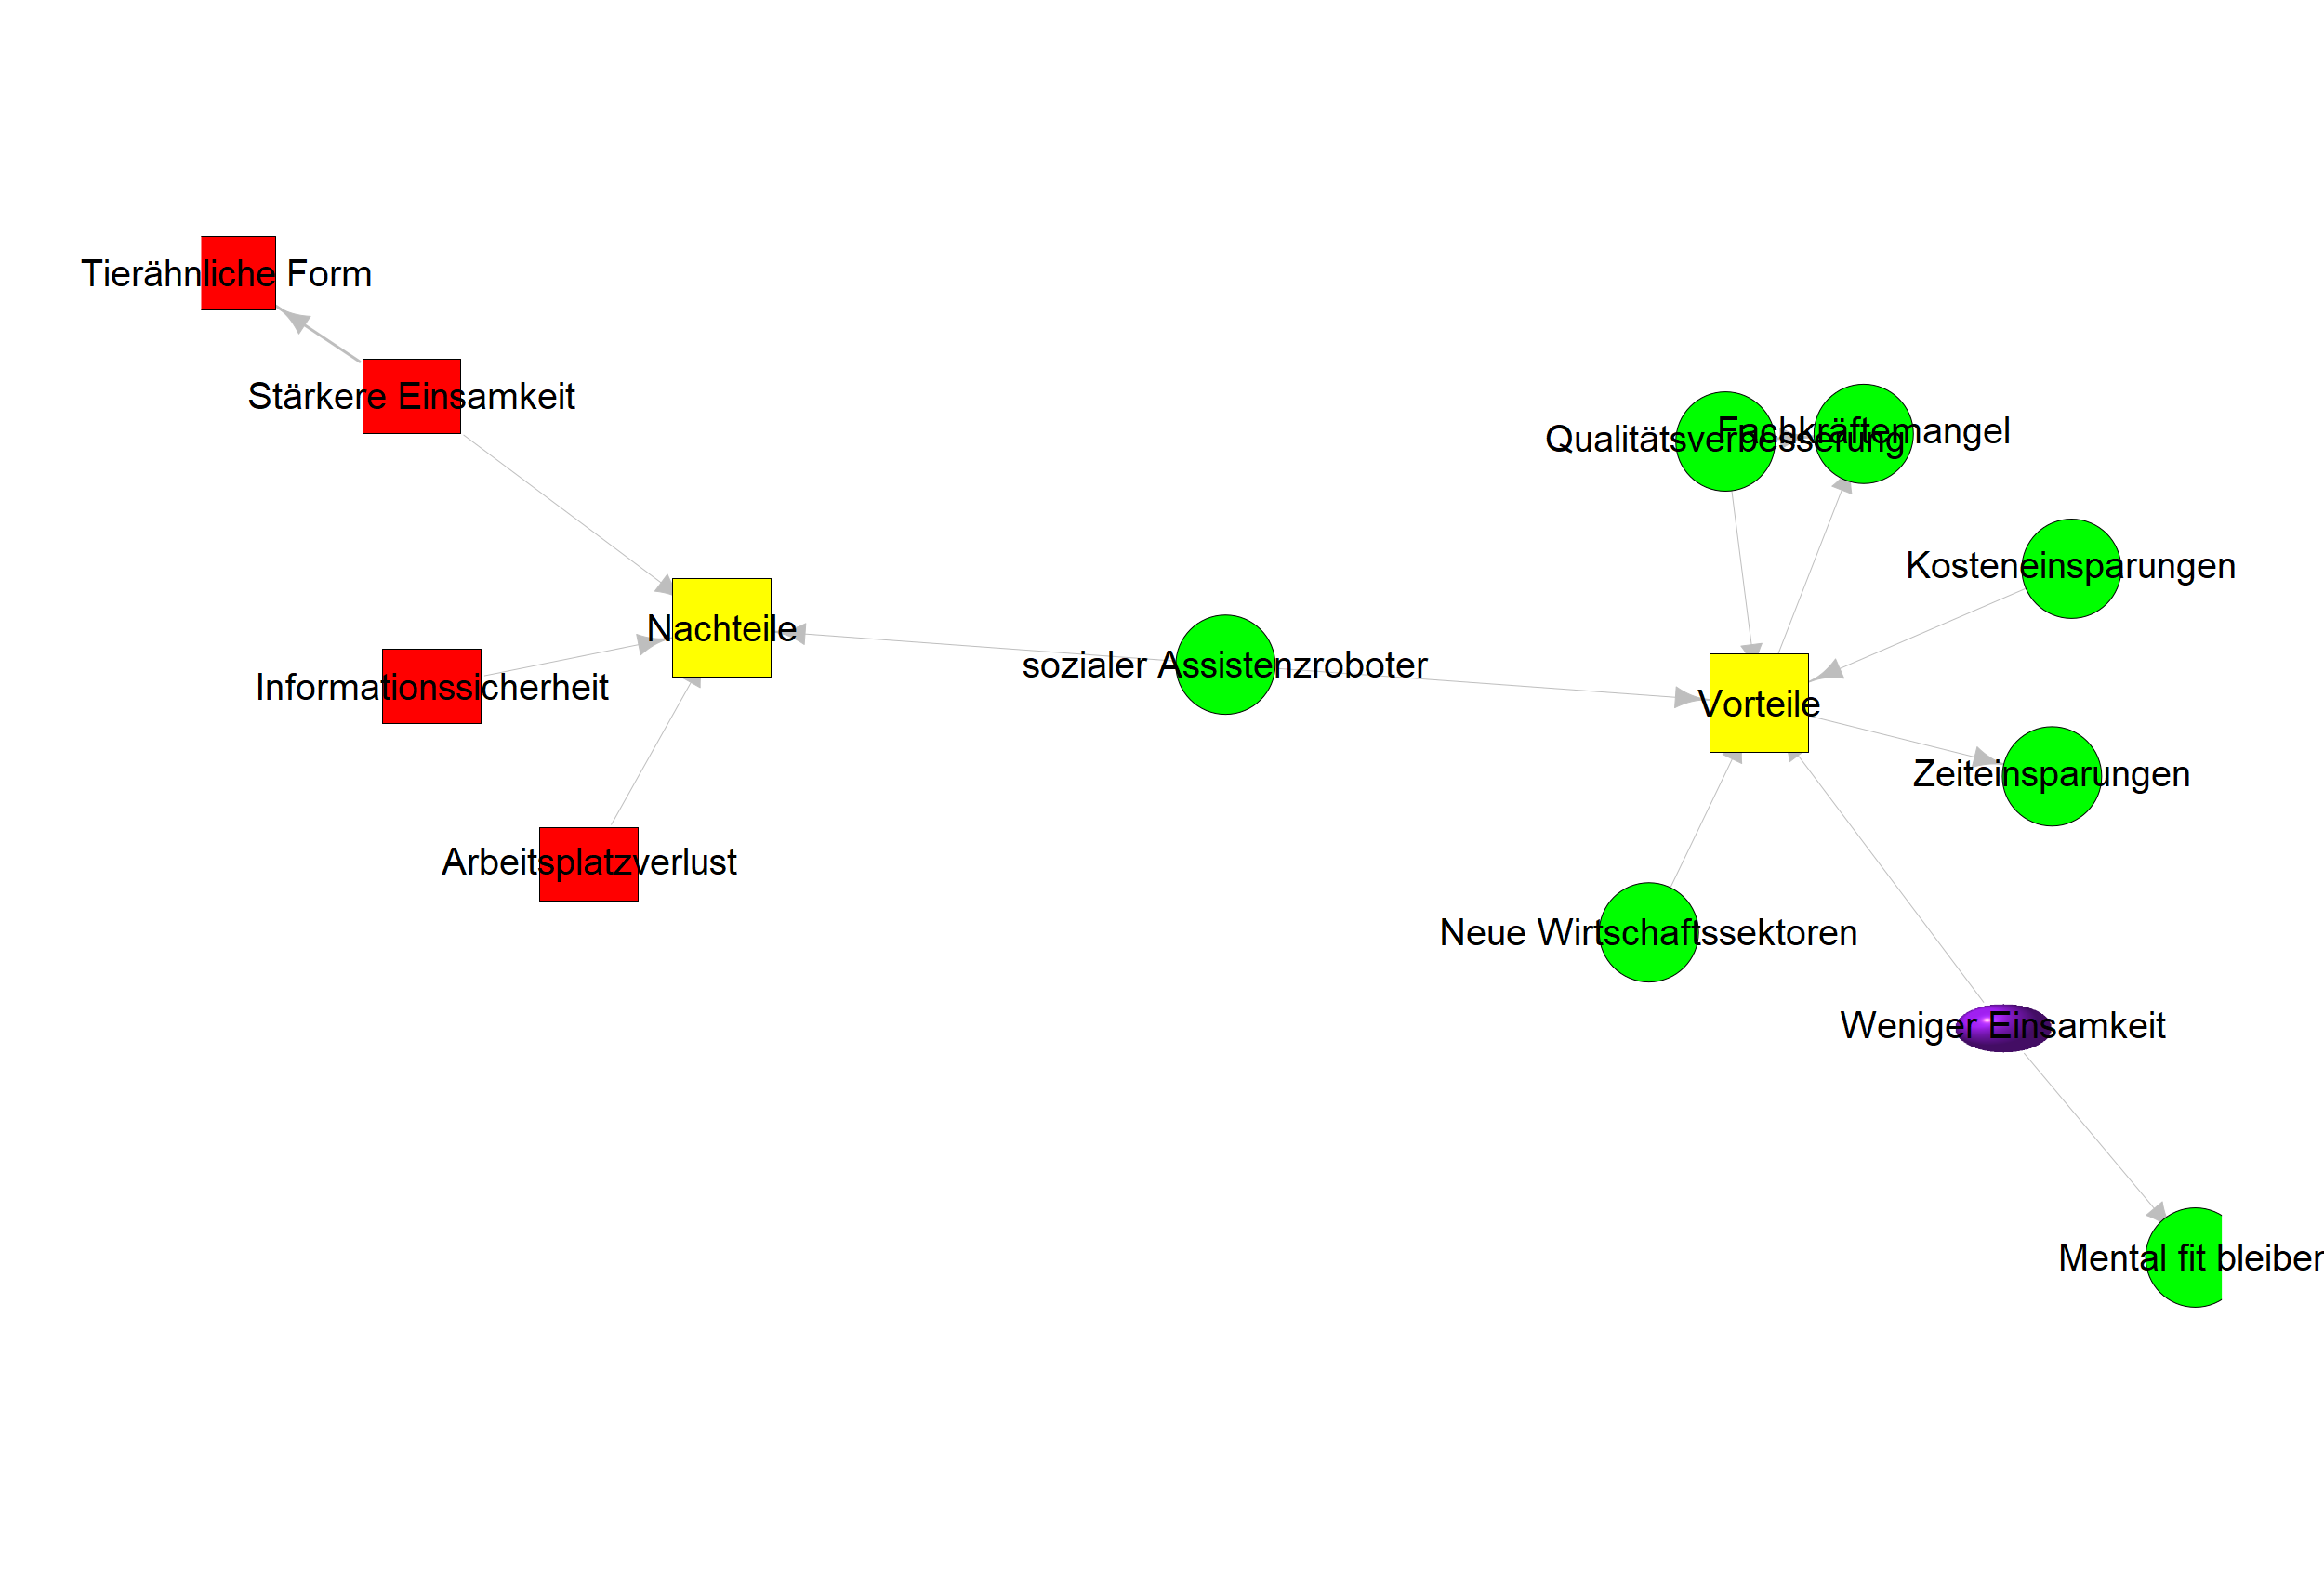 Tierähnliche Form
Stärkere Einsamkeit
Qualitätsverbesserung
Fachkräftemangel
Kosteneinsparungen
Nachteile
sozialer Assistenzroboter
Informationssicherheit
Vorteile
Zeiteinsparungen
Arbeitsplatzverlust
Neue Wirtschaftssektoren
Weniger Einsamkeit
Mental fit bleiben